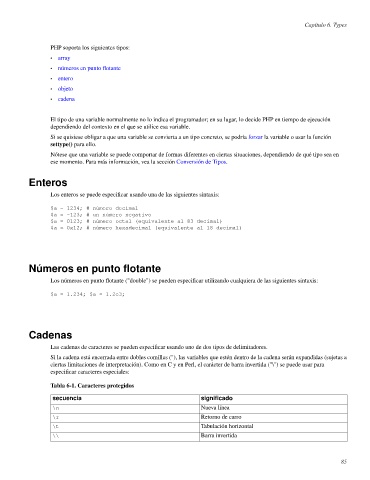 Capítulo 6. Types
PHP soporta los siguientes tipos:
• array
• números en punto flotante
• entero
• objeto
• cadena
El tipo de una variable normalmente no lo indica el programador; en su lugar, lo decide PHP en tiempo de ejecución
dependiendo del contexto en el que se utilice esa variable.
Si se quisiese obligar a que una variable se convierta a un tipo concreto, se podría forzar la variable o usar la función
settype() para ello.
Nótese que una variable se puede comportar de formas diferentes en ciertas situaciones, dependiendo de qué tipo sea en
ese momento. Para más información, vea la sección Conversión de Tipos.
Enteros
Los enteros se puede especificar usando una de las siguientes sintaxis:
$a = 1234; # número decimal
$a = -123; # un número negativo
$a = 0123; # número octal (equivalente al 83 decimal)
$a = 0x12; # número hexadecimal (equivalente al 18 decimal)
Números en punto flotante
Los números en punto flotante ("double") se pueden especificar utilizando cualquiera de las siguientes sintaxis:
$a = 1.234; $a = 1.2e3;
Cadenas
Las cadenas de caracteres se pueden especificar usando uno de dos tipos de delimitadores.
Si la cadena está encerrada entre dobles comillas ("), las variables que estén dentro de la cadena serán expandidas (sujetas a
ciertas limitaciones de interpretación). Como en C y en Perl, el carácter de barra invertida ("\") se puede usar para
especificar caracteres especiales:
Tabla 6-1. Caracteres protegidos
secuencia significado
\n Nueva línea
\r Retorno de carro
\t Tabulación horizontal
\\ Barra invertida
85